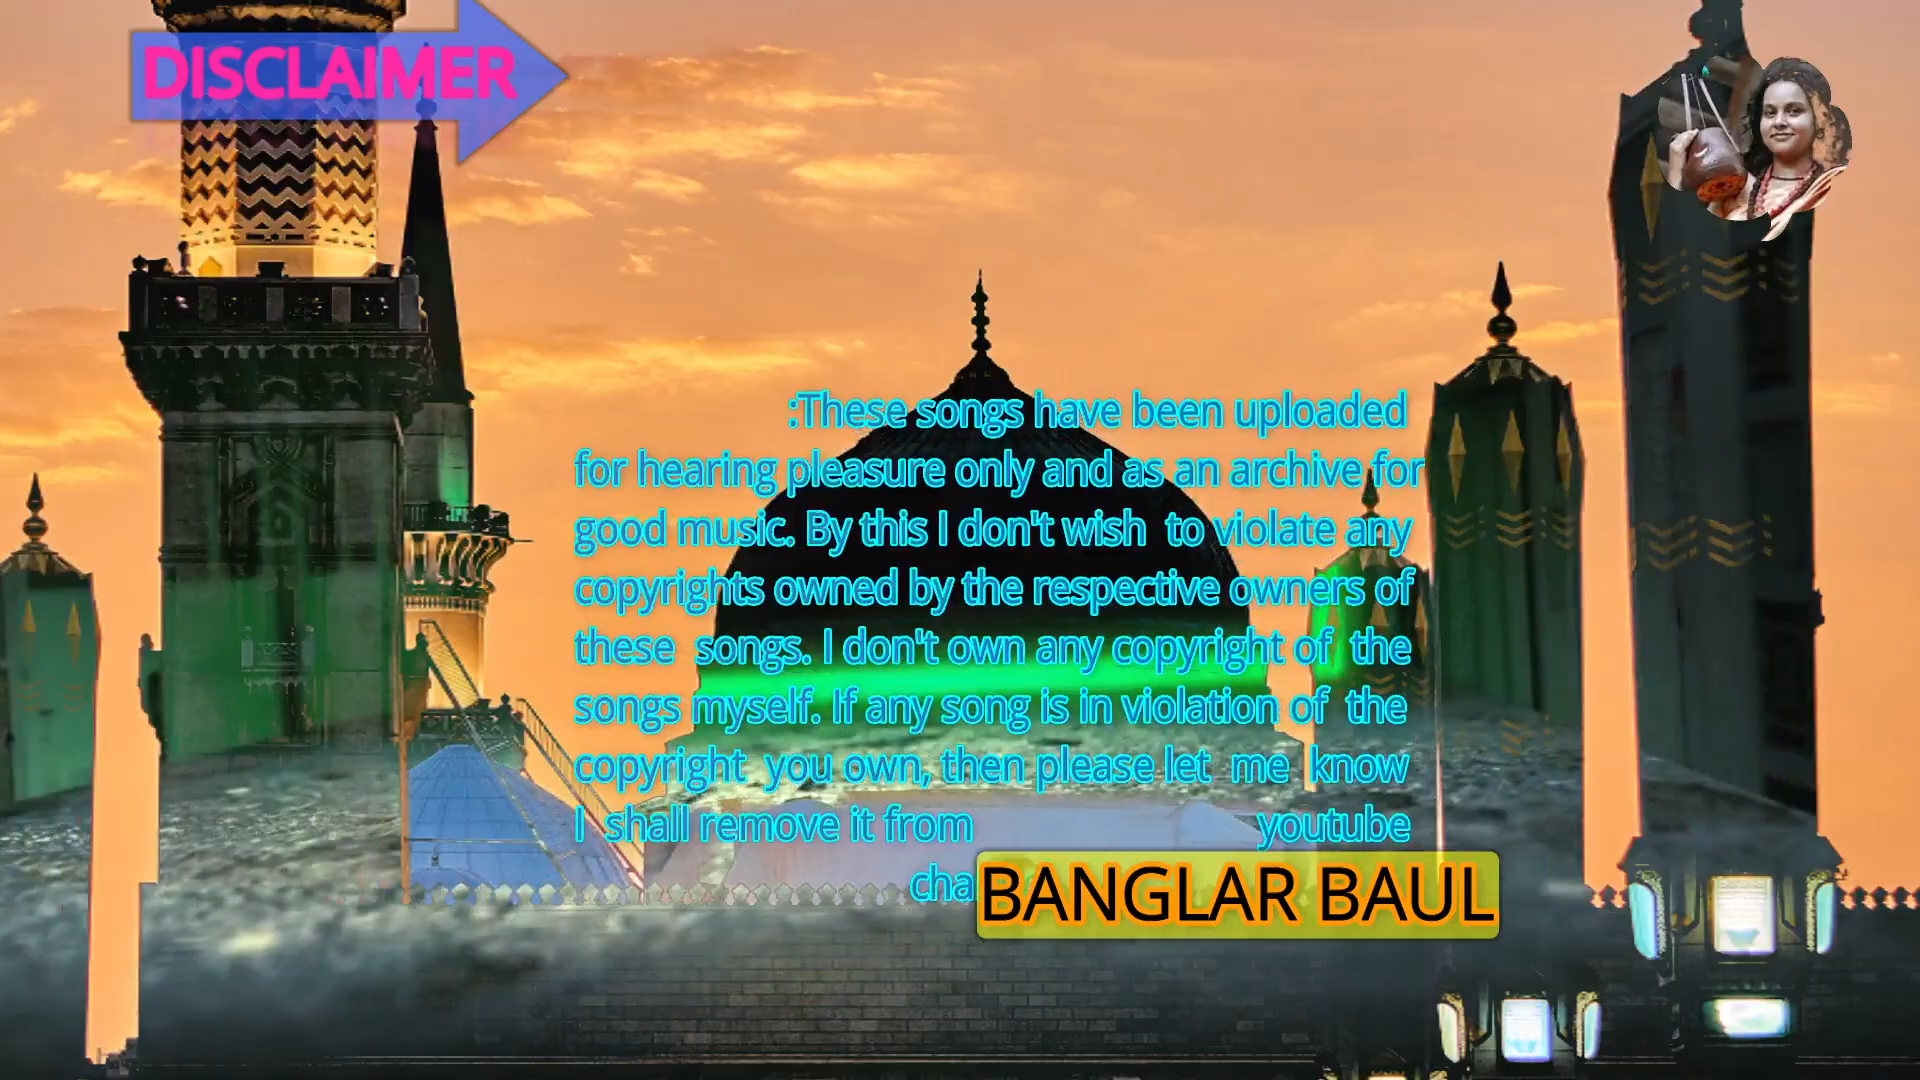 DISCLAIMER
:These songs have been uploaded
for hearing pleasure only and as an archive for
good music. By this I don't wish to violate any
copyrights owned by the respective owners of
these songs. I don't own any copyright of the
songs myself. If any song is in violation of the
copyright you own, then please let me know
I shall remove it from youtube
BANGLAR BAUL